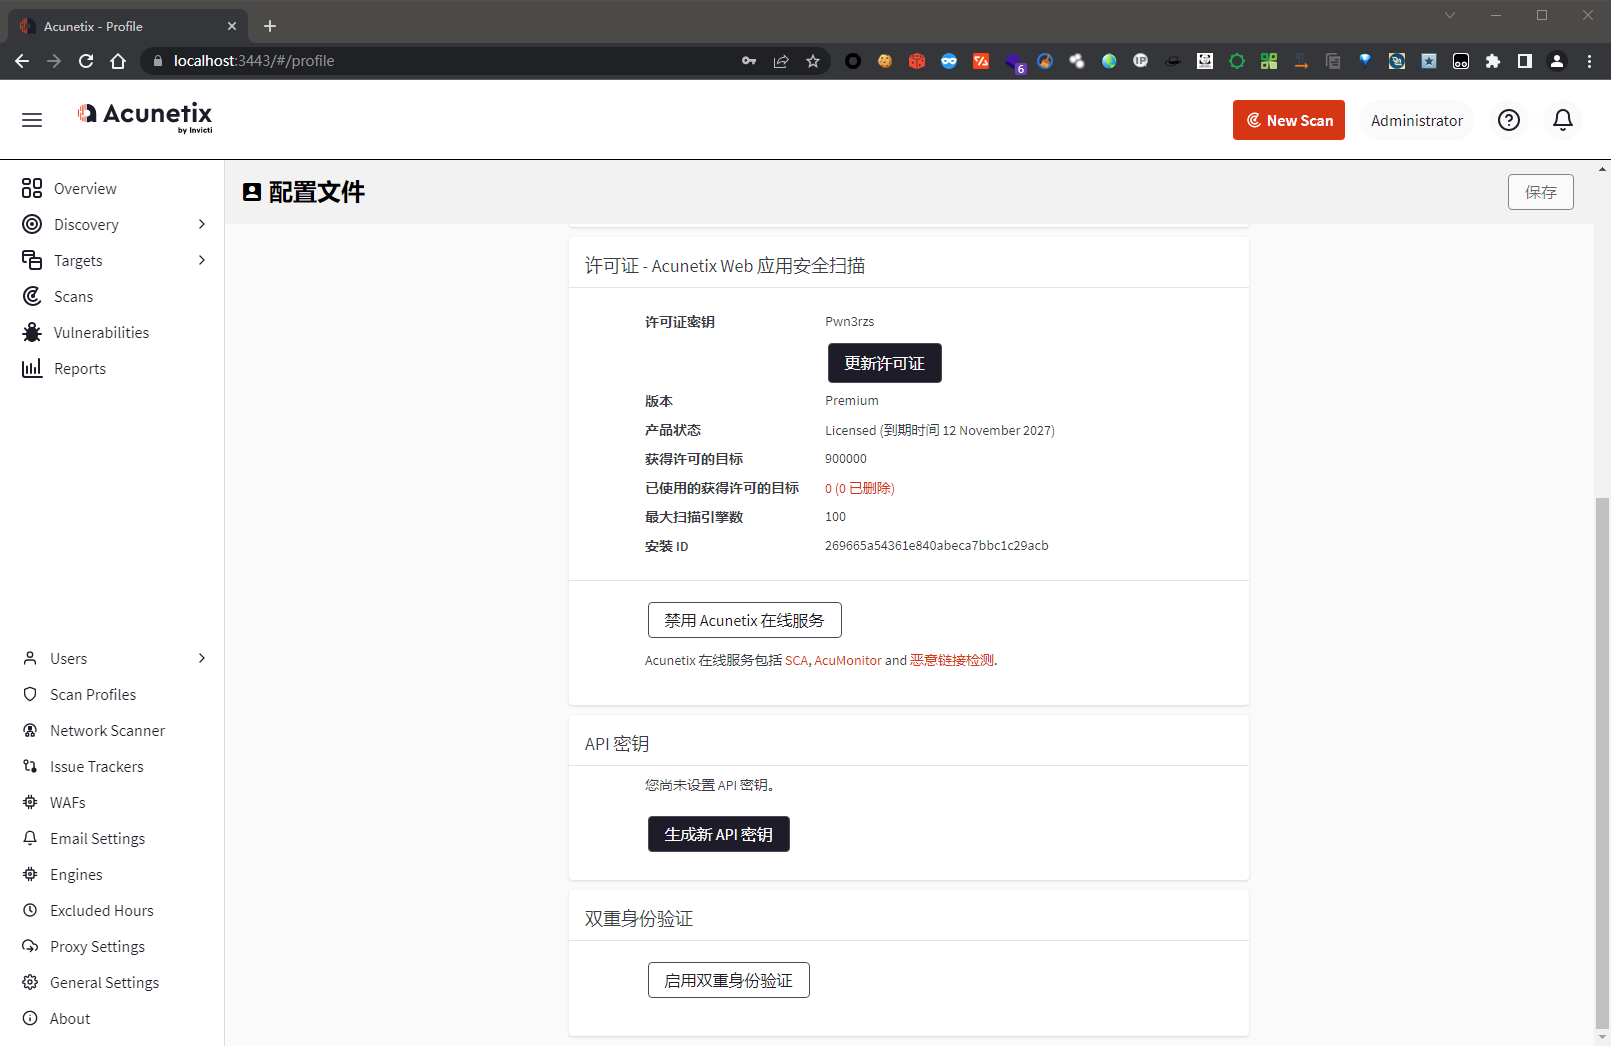 Acunetix - Profile
localhost:3443/#/profile
6
IP
Acunetix
by Invicti
New Scan
Administrator
Overview
Discovery
Targets
Scans
Vulnerabilities
Reports
Users
Scan Profiles
Network Scanner
Issue Trackers
WAFs
Email Settings
Engines
Excluded Hours
Proxy Settings
General Settings
About
配置文件
保存
许可证 - Acunetix Web 应用安全扫描
许可证密钥 Pwn3rzs
更新许可证
版本 Premium
产品状态 Licensed (到期时间 12 November 2027)
获得许可的目标 900000
已使用的获得许可的目标 0 (0 已删除)
最大扫描引擎数 100
安装 ID 269665a54361e840abeca7bbc1c29acb
禁用 Acunetix 在线服务
Acunetix 在线服务包括 SCA, AcuMonitor and 恶意链接检测.
API 密钥
您尚未设置 API 密钥。
生成新 API 密钥
双重身份验证
启用双重身份验证